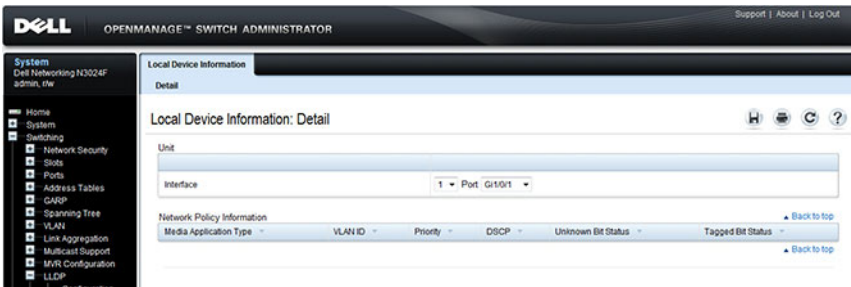 Support | About | Log Out
DELL OPENMANAGE™ SWITCH ADMINISTRATOR
System
Dell Networking N3024F
admin, r/w
Home
System
Switching
Network Security
Slots
Ports
Address Tables
GARP
Spanning Tree
VLAN
Link Aggregation
Multicast Support
MVR Configuration
LLDP
Local Device Information
Detail
Local Device Information: Detail
Unit
Interface 1 Port Gi1/0/1
Network Policy Information Back to top
Media Application Type VLAN ID Priority DSCP Unknown Bit Status Tagged Bit Status
Back to top